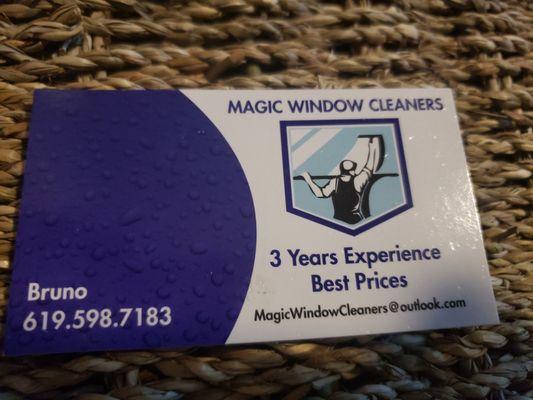 MAGIC WINDOW CLEANERS
3 Years Experience
Best Prices
MagicWindowCleaners@outlook.com
Bruno
619.598.7183